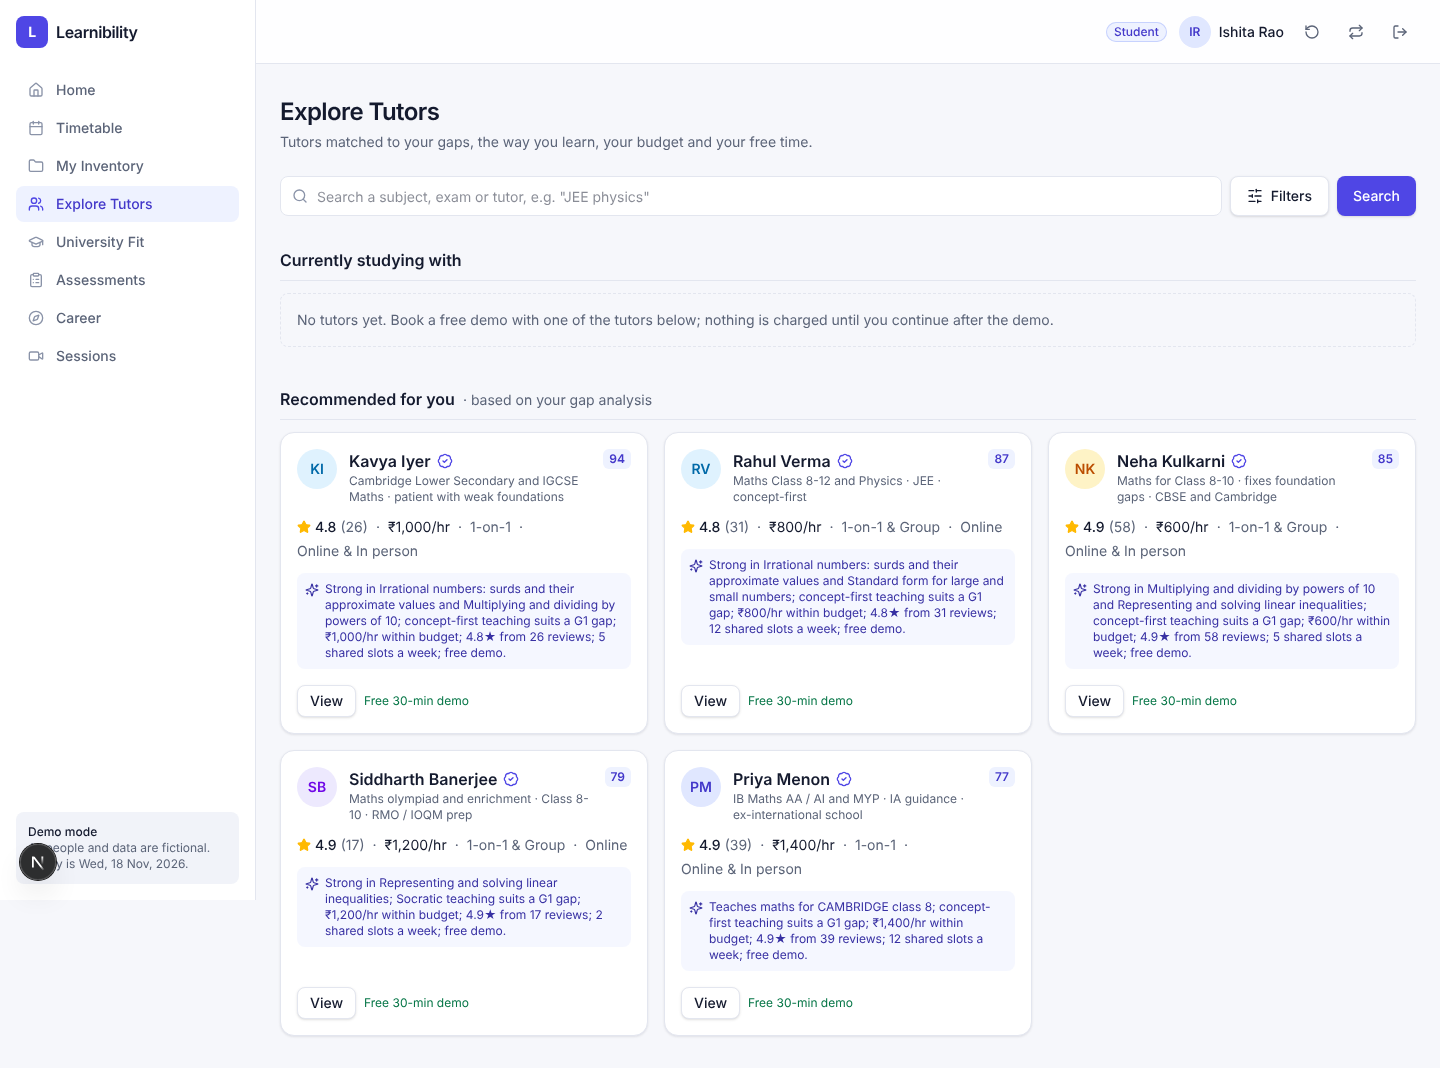 L Learnibility
Home
Timetable
My Inventory
Explore Tutors
University Fit
Assessments
Career
Sessions
Demo mode
people and data are fictional.
is Wed, 18 Nov, 2026.
N
Student IR Ishita Rao
Explore Tutors
Tutors matched to your gaps, the way you learn, your budget and your free time.
Search a subject, exam or tutor, e.g. "JEE physics"
Filters
Search
Currently studying with
No tutors yet. Book a free demo with one of the tutors below; nothing is charged until you continue after the demo.
Recommended for you · based on your gap analysis
KI Kavya Iyer 94
Cambridge Lower Secondary and IGCSE
Maths · patient with weak foundations
★ 4.8 (26) · ₹1,000/hr · 1-on-1 ·
Online & In person
Strong in Irrational numbers: surds and their
approximate values and Multiplying and dividing by
powers of 10; concept-first teaching suits a G1 gap;
₹1,000/hr within budget; 4.8★ from 26 reviews; 5
shared slots a week; free demo.
View Free 30-min demo
RV Rahul Verma 87
Maths Class 8-12 and Physics · JEE ·
concept-first
★ 4.8 (31) · ₹800/hr · 1-on-1 & Group · Online
Strong in Irrational numbers: surds and their
approximate values and Standard form for large and
small numbers; concept-first teaching suits a G1
gap; ₹800/hr within budget; 4.8★ from 31 reviews;
12 shared slots a week; free demo.
View Free 30-min demo
NK Neha Kulkarni 85
Maths for Class 8-10 · fixes foundation
gaps · CBSE and Cambridge
★ 4.9 (58) · ₹600/hr · 1-on-1 & Group ·
Online & In person
Strong in Multiplying and dividing by powers of 10
and Representing and solving linear inequalities;
concept-first teaching suits a G1 gap; ₹600/hr within
budget; 4.9★ from 58 reviews; 5 shared slots a
week; free demo.
View Free 30-min demo
SB Siddharth Banerjee 79
Maths olympiad and enrichment · Class 8-
10 · RMO / IOQM prep
★ 4.9 (17) · ₹1,200/hr · 1-on-1 & Group · Online
Strong in Representing and solving linear
inequalities; Socratic teaching suits a G1 gap;
₹1,200/hr within budget; 4.9★ from 17 reviews; 2
shared slots a week; free demo.
View Free 30-min demo
PM Priya Menon 77
IB Maths AA / AI and MYP · IA guidance ·
ex-international school
★ 4.9 (39) · ₹1,400/hr · 1-on-1 ·
Online & In person
Teaches maths for CAMBRIDGE class 8; concept-
first teaching suits a G1 gap; ₹1,400/hr within
budget; 4.9★ from 39 reviews; 12 shared slots a
week; free demo.
View Free 30-min demo